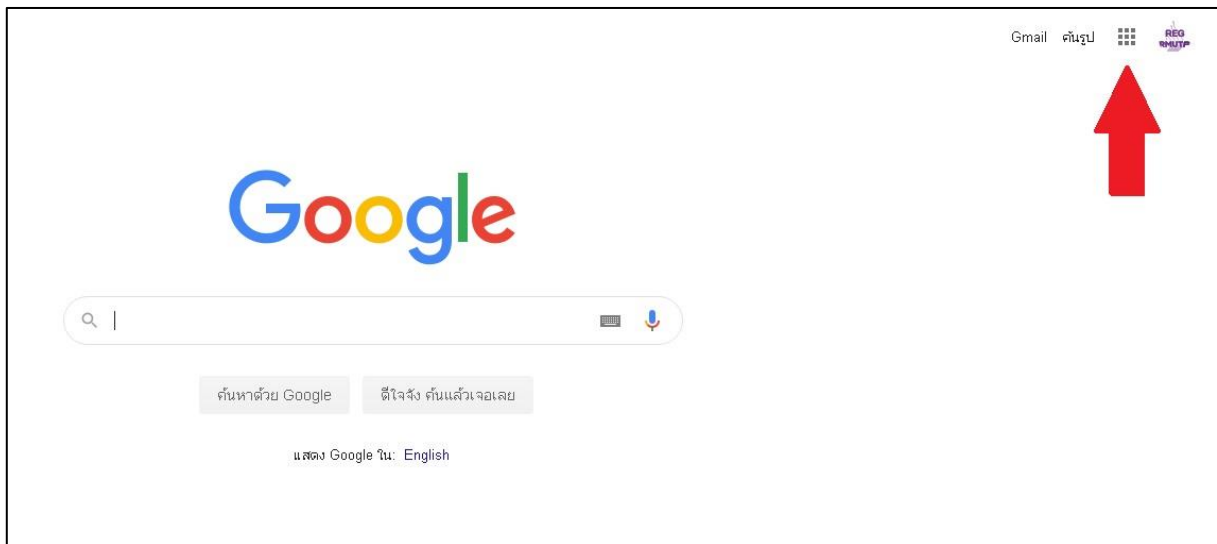 Gmail ค้นรูป
REG
RMUTP
Google
ค้นหาด้วย Google ดีใจจัง ค้นแล้วเจอเลย
แสดง Google ใน: English